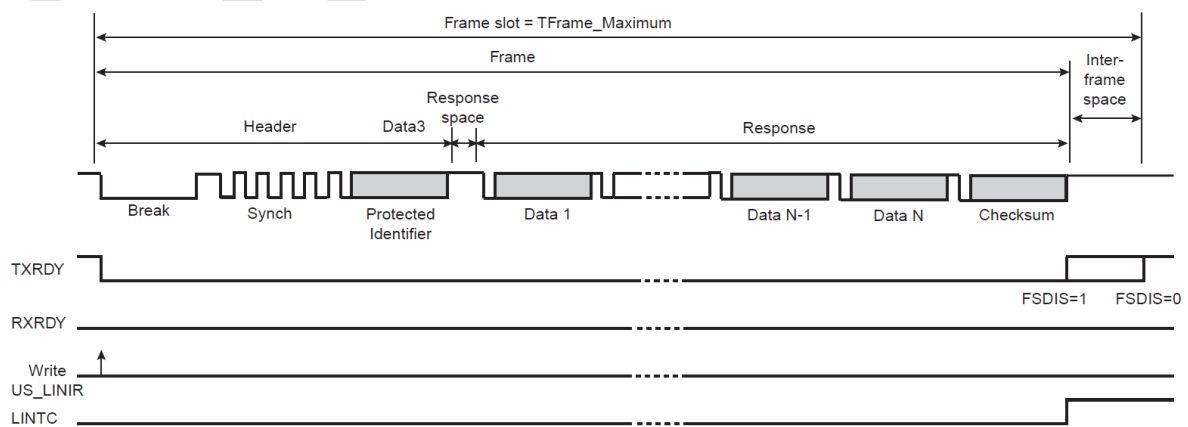 Frame slot = TFrame_Maximum
Frame
Inter-
frame
space
Response
space
Header
Data3
Response
Break
Synch
Protected
Identifier
Data 1
Data N-1
Data N
Checksum
TXRDY
FSDIS=1
FSDIS=0
RXRDY
Write
US_LINIR
LINTC